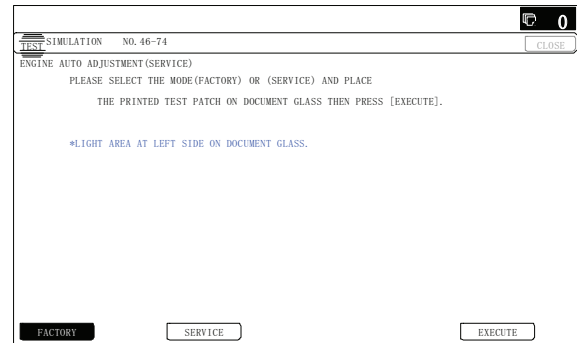 0
TEST SIMULATION NO.46-74
CLOSE
ENGINE AUTO ADJUSTMENT(SERVICE)
PLEASE SELECT THE MODE(FACTORY) OR (SERVICE) AND PLACE
THE PRINTED TEST PATCH ON DOCUMENT GLASS THEN PRESS [EXECUTE].
*LIGHT AREA AT LEFT SIDE ON DOCUMENT GLASS.
FACTORY SERVICE EXECUTE